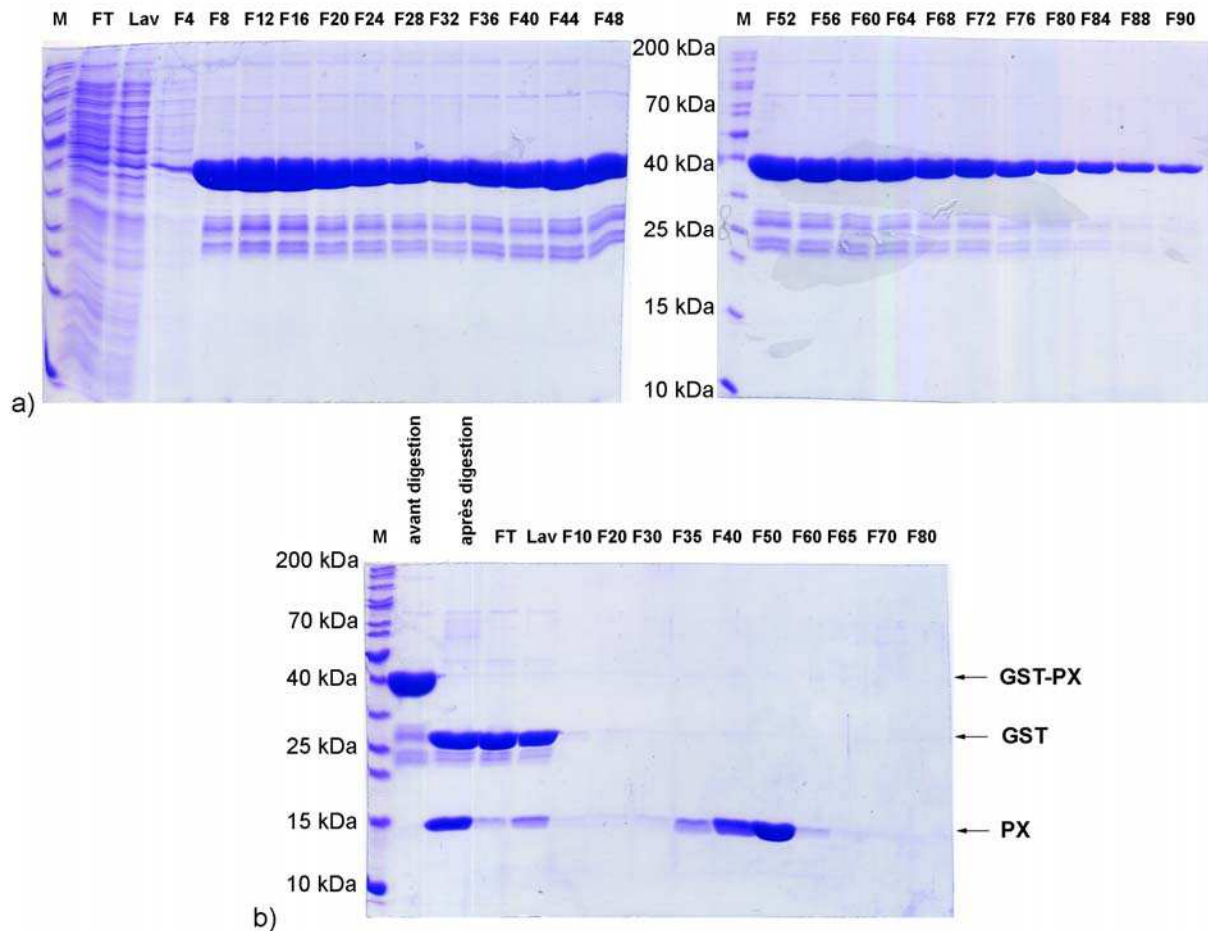 M FT Lav F4 F8 F12 F16 F20 F24 F28 F32 F36 F40 F44 F48
M F52 F56 F60 F64 F68 F72 F76 F80 F84 F88 F90
200 kDa
70 kDa
40 kDa
25 kDa
15 kDa
10 kDa
a)
M avant digestion après digestion FT Lav F10 F20 F30 F35 F40 F50 F60 F65 F70 F80
200 kDa
70 kDa
40 kDa
GST-PX
25 kDa
GST
15 kDa
PX
10 kDa
b)